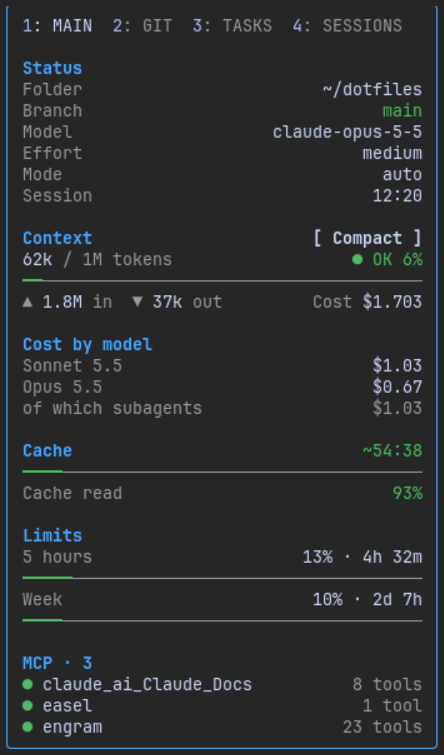 1: MAIN 2: GIT 3: TASKS 4: SESSIONS
Status
Folder ~/dotfiles
Branch main
Model claude-opus-5-5
Effort medium
Mode auto
Session 12:20
Context [ Compact ]
62k / 1M tokens ● OK 6%
▲ 1.8M in ▼ 37k out Cost $1.703
Cost by model
Sonnet 5.5 $1.03
Opus 5.5 $0.67
of which subagents $1.03
Cache ~54:38
Cache read 93%
Limits
5 hours 13% · 4h 32m
Week 10% · 2d 7h
MCP · 3
● claude_ai_Claude_Docs 8 tools
● easel 1 tool
● engram 23 tools